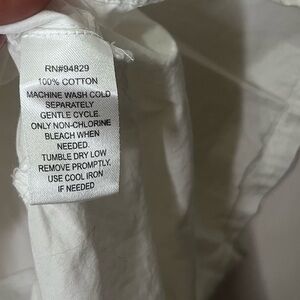 RN#94829
100% COTTON
MACHINE WASH COLD
SEPARATELY
GENTLE CYCLE
ONLY NON-CHLORINE
BLEACH WHEN
NEEDED.
TUMBLE DRY LOW
REMOVE PROMPTLY.
USE COOL IRON
IF NEEDED